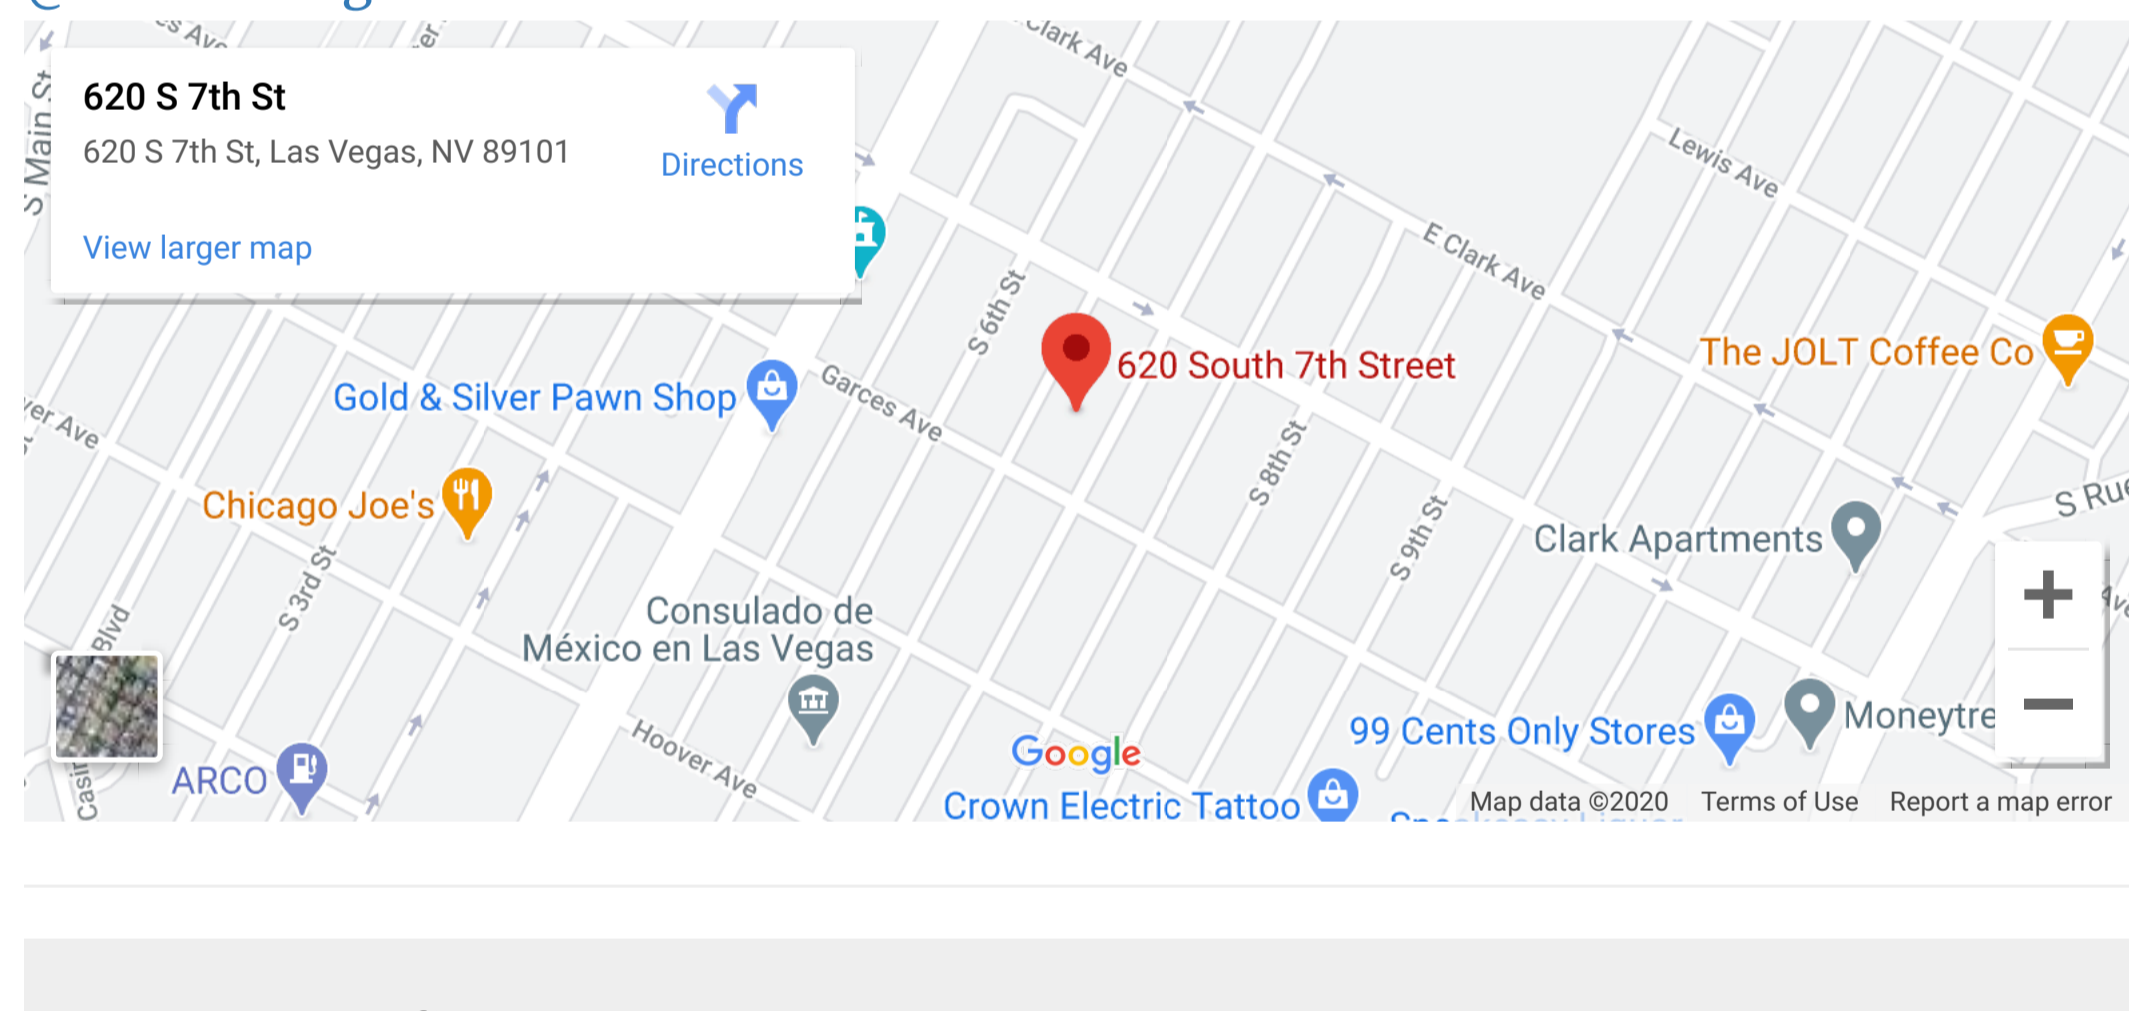 620 S 7th St
620 S 7th St, Las Vegas, NV 89101
Directions
View larger map
S Main St
Clark Ave
Lewis Ave
E Clark Ave
S 6th St
620 South 7th Street
The JOLT Coffee Co
Gold & Silver Pawn Shop
Garces Ave
S 8th St
Chicago Joe's
S 9th St
S 3rd St
Clark Apartments
Blvd
Consulado de
México en Las Vegas
Hoover Ave
99 Cents Only Stores
Moneytre
Google
ARCO
Crown Electric Tattoo
Map data ©2020
Terms of Use
Report a map error